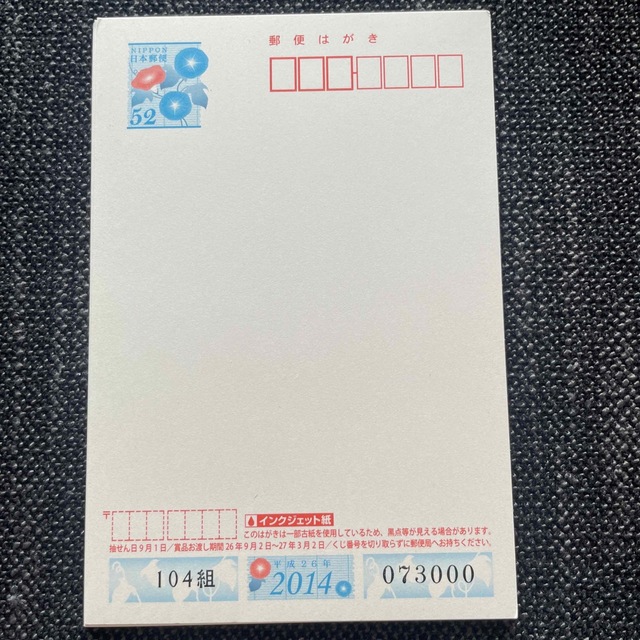 NIPPON
日本郵便
52
郵便はがき
〒
インクジェット紙
このはがきは一部古紙を使用しているため、黒点等が見える場合があります。
抽せん日9月1日/賞品お渡し期間26年9月2日~27年3月2日/くじ番号を切り取らずに郵便局へお持ちください。
104組
平成26年
2014
073000